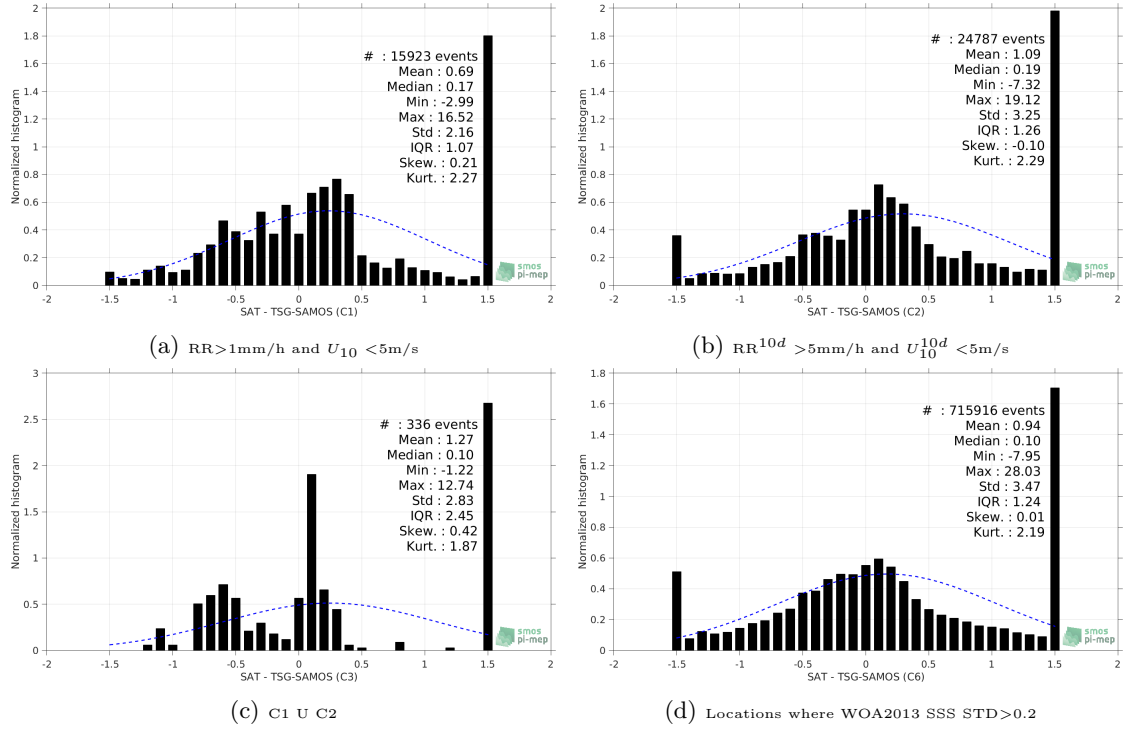 2
1.8
1.6
1.4
1.2
1
0.8
0.6
0.4
0.2
0
Normalized histogram
# : 15923 events
Mean : 0.69
Median : 0.17
Min : -2.99
Max : 16.52
Std : 2.16
IQR : 1.07
Skew. : 0.21
Kurt. : 2.27
smos
pi-mep
-2 -1.5 -1 -0.5 0 0.5 1 1.5 2
SAT - TSG-SAMOS (C1)
(a) RR>1mm/h and U10 <5m/s
2
1.8
1.6
1.4
1.2
1
0.8
0.6
0.4
0.2
0
Normalized histogram
# : 24787 events
Mean : 1.09
Median : 0.19
Min : -7.32
Max : 19.12
Std : 3.25
IQR : 1.26
Skew. : -0.10
Kurt. : 2.29
smos
pi-mep
-2 -1.5 -1 -0.5 0 0.5 1 1.5 2
SAT - TSG-SAMOS (C2)
(b) RR10d >5mm/h and U10 10d <5m/s
3
2.5
2
1.5
1
0.5
0
Normalized histogram
# : 336 events
Mean : 1.27
Median : 0.10
Min : -1.22
Max : 12.74
Std : 2.83
IQR : 2.45
Skew. : 0.42
Kurt. : 1.87
smos
pi-mep
-2 -1.5 -1 -0.5 0 0.5 1 1.5 2
SAT - TSG-SAMOS (C3)
(c) C1 U C2
1.8
1.6
1.4
1.2
1
0.8
0.6
0.4
0.2
0
Normalized histogram
# : 715916 events
Mean : 0.94
Median : 0.10
Min : -7.95
Max : 28.03
Std : 3.47
IQR : 1.24
Skew. : 0.01
Kurt. : 2.19
smos
pi-mep
-2 -1.5 -1 -0.5 0 0.5 1 1.5 2
SAT - TSG-SAMOS (C6)
(d) Locations where WOA2013 SSS STD>0.2